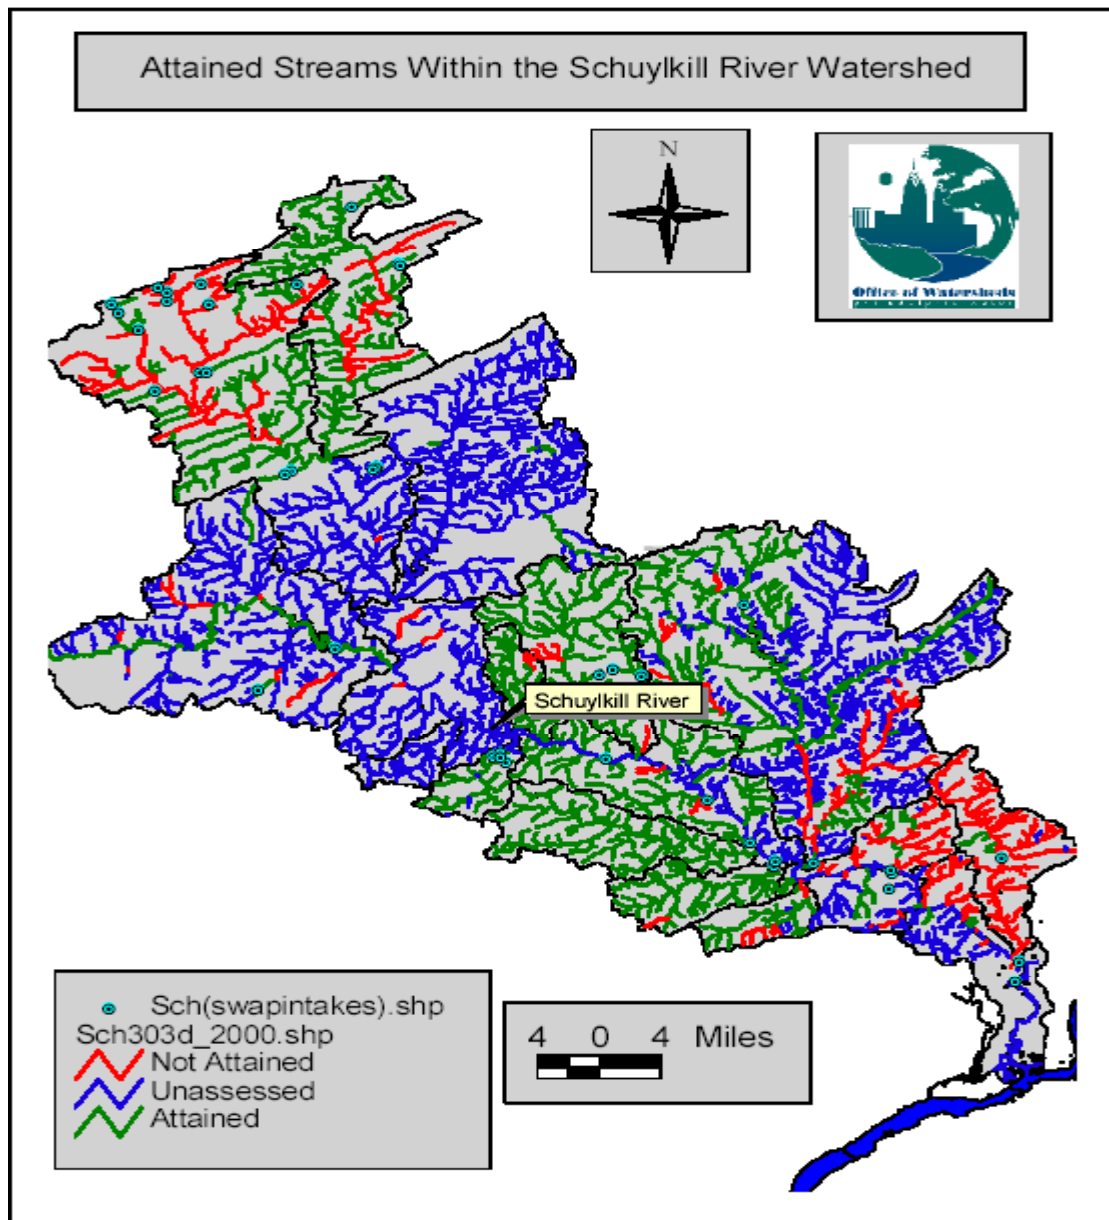 Attained Streams Within the Schuylkill River Watershed
N
Office of Watersheds
Schuylkill River
Sch(swapintakes).shp
Sch303d_2000.shp
Not Attained
Unassessed
Attained
4 0 4 Miles